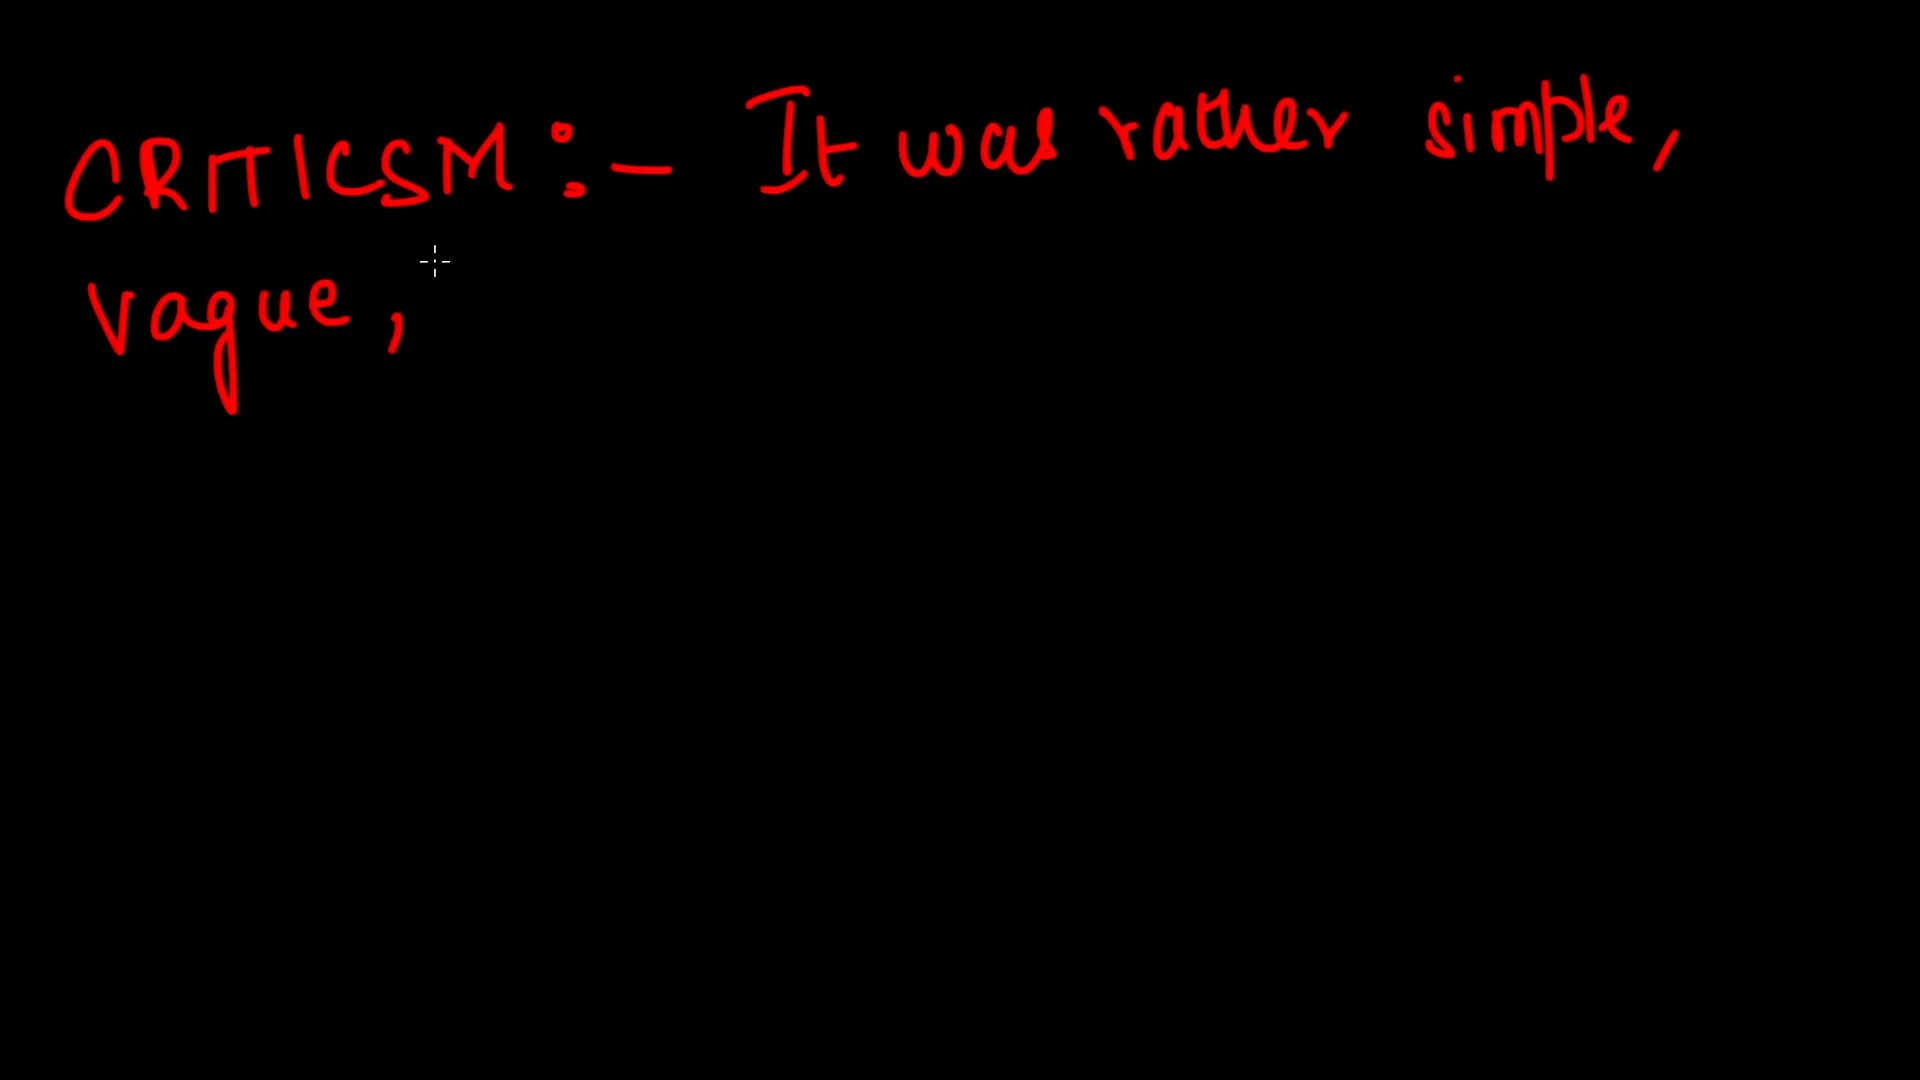 CRITICSM :- It was rather simple,
vague,